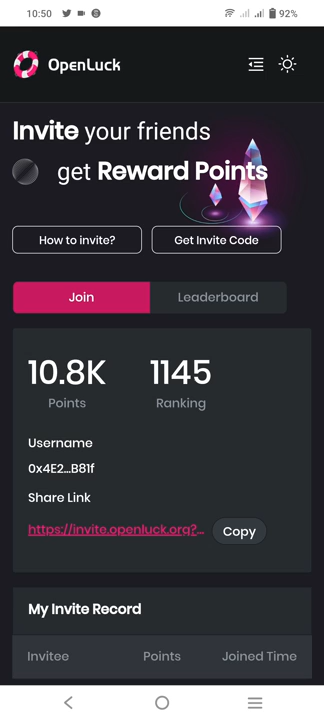 10:50
92%
OpenLuck
Invite your friends
get Reward Points
How to invite?
Get Invite Code
Join
Leaderboard
10.8K
1145
Points
Ranking
Username
0x4E2...B81f
Share Link
https://invite.openluck.org?...
Copy
My Invite Record
Invitee
Points
Joined Time